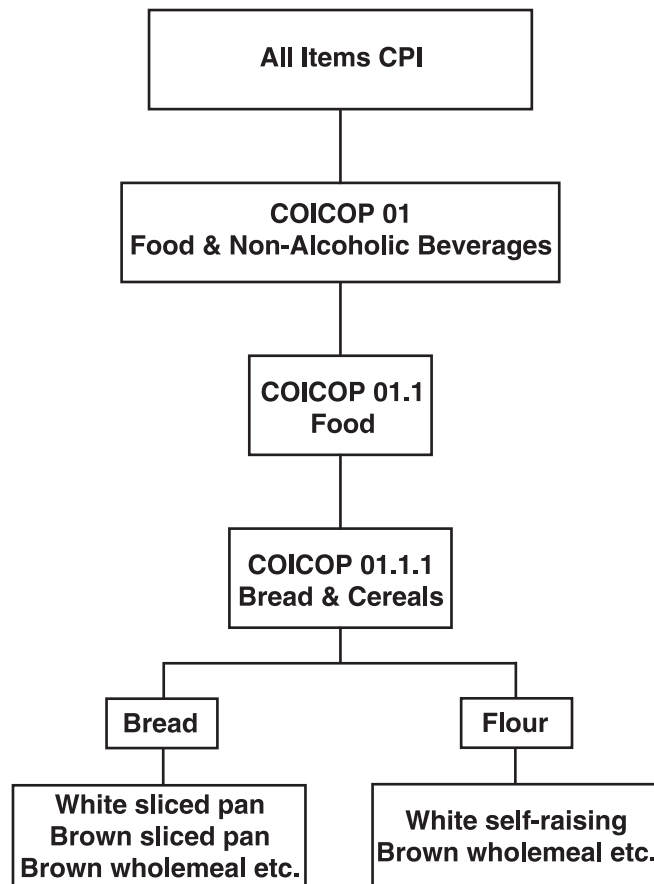 All Items CPI
COICOP 01
Food & Non-Alcoholic Beverages
COICOP 01.1
Food
COICOP 01.1.1
Bread & Cereals
Bread
Flour
White sliced pan
Brown sliced pan
Brown wholemeal etc.
White self-raising
Brown wholemeal etc.